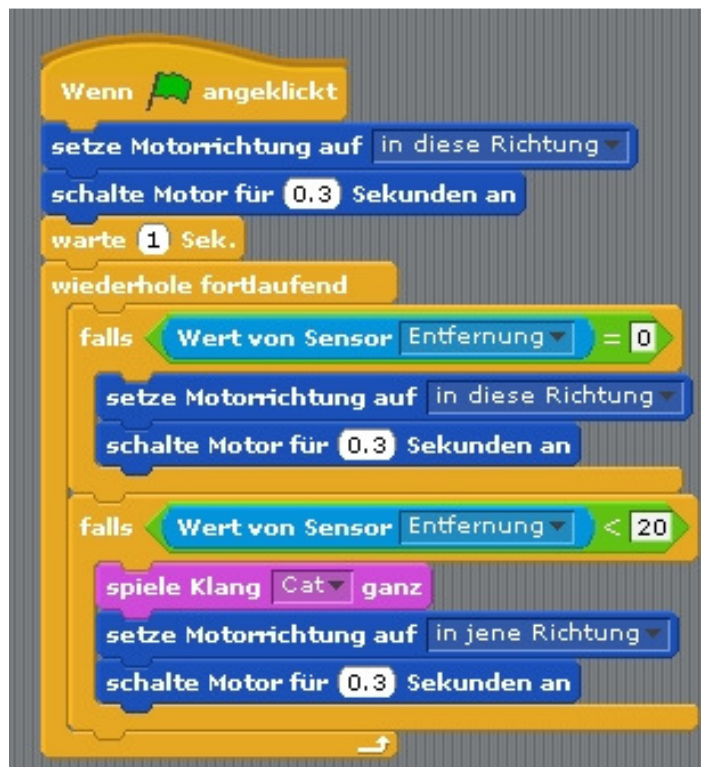 Wenn angeklickt
setze Motorrichtung auf in diese Richtung
schalte Motor für 0.3 Sekunden an
warte 1 Sek.
wiederhole fortlaufend
falls Wert von Sensor Entfernung = 0
setze Motorrichtung auf in diese Richtung
schalte Motor für 0.3 Sekunden an
falls Wert von Sensor Entfernung < 20
spiele Klang Cat ganz
setze Motorrichtung auf in jene Richtung
schalte Motor für 0.3 Sekunden an